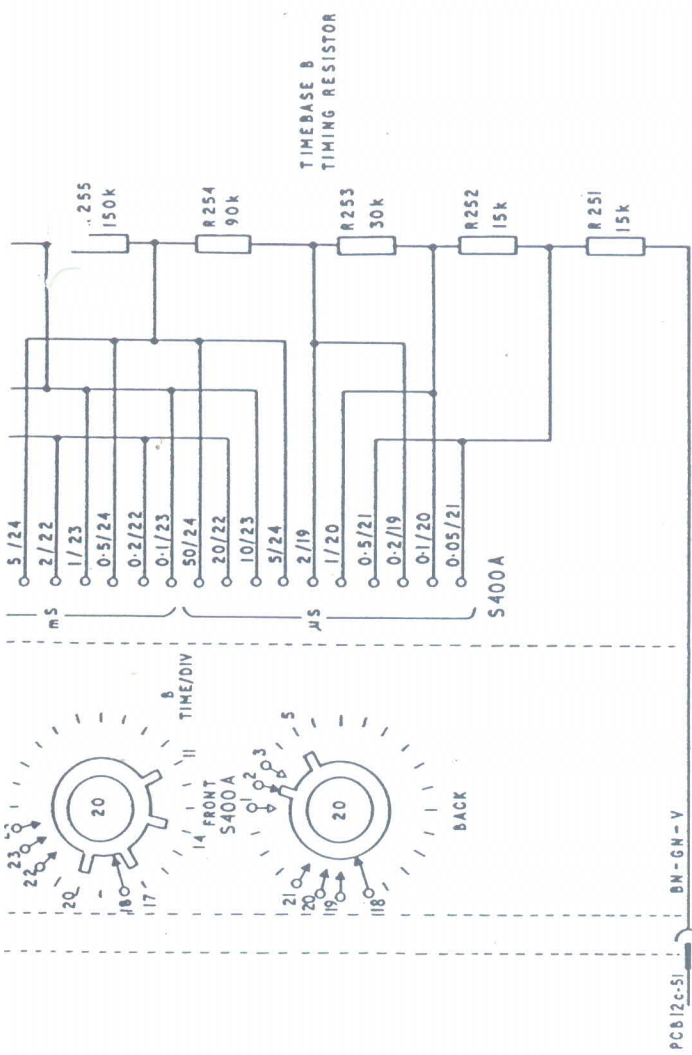 TIMEBASE B
TIMING RESISTOR
255
150k
R254
90k
R253
30k
R252
15k
R251
15k
5/24
2/22
1/23
0·5/24
0·2/22
0·1/23
50/24
20/22
10/23
5/24
2/19
1/20
0·5/21
0·2/19
0·1/20
0·05/21
mS
μS
S400A
B
TIME/DIV
23
22
20
20
18
17
14
11
FRONT
S400A
1
2
3
5
20
21
20
19
18
BACK
BN-GN-V
PCB12c-51